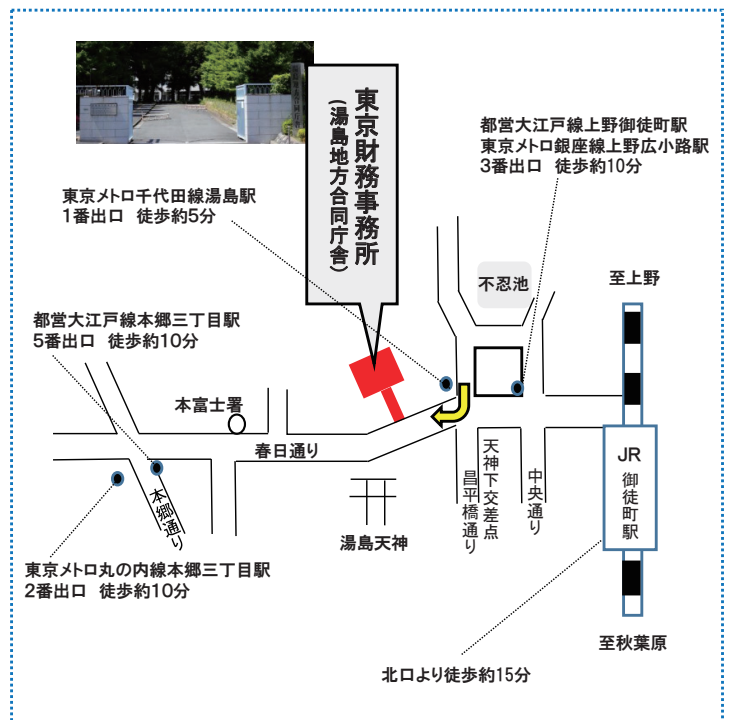 東京財務事務所
(湯島地方合同庁舎)
都営大江戸線上野御徒町駅
東京メトロ銀座線上野広小路駅
3番出口 徒歩約10分
東京メトロ千代田線湯島駅
1番出口 徒歩約5分
不忍池
至上野
都営大江戸線本郷三丁目駅
5番出口 徒歩約10分
本富士署
春日通り
本郷通り
湯島天神
昌平橋通り
天神下交差点
中央通り
JR
御徒町駅
東京メトロ丸の内線本郷三丁目駅
2番出口 徒歩約10分
至秋葉原
北口より徒歩約15分